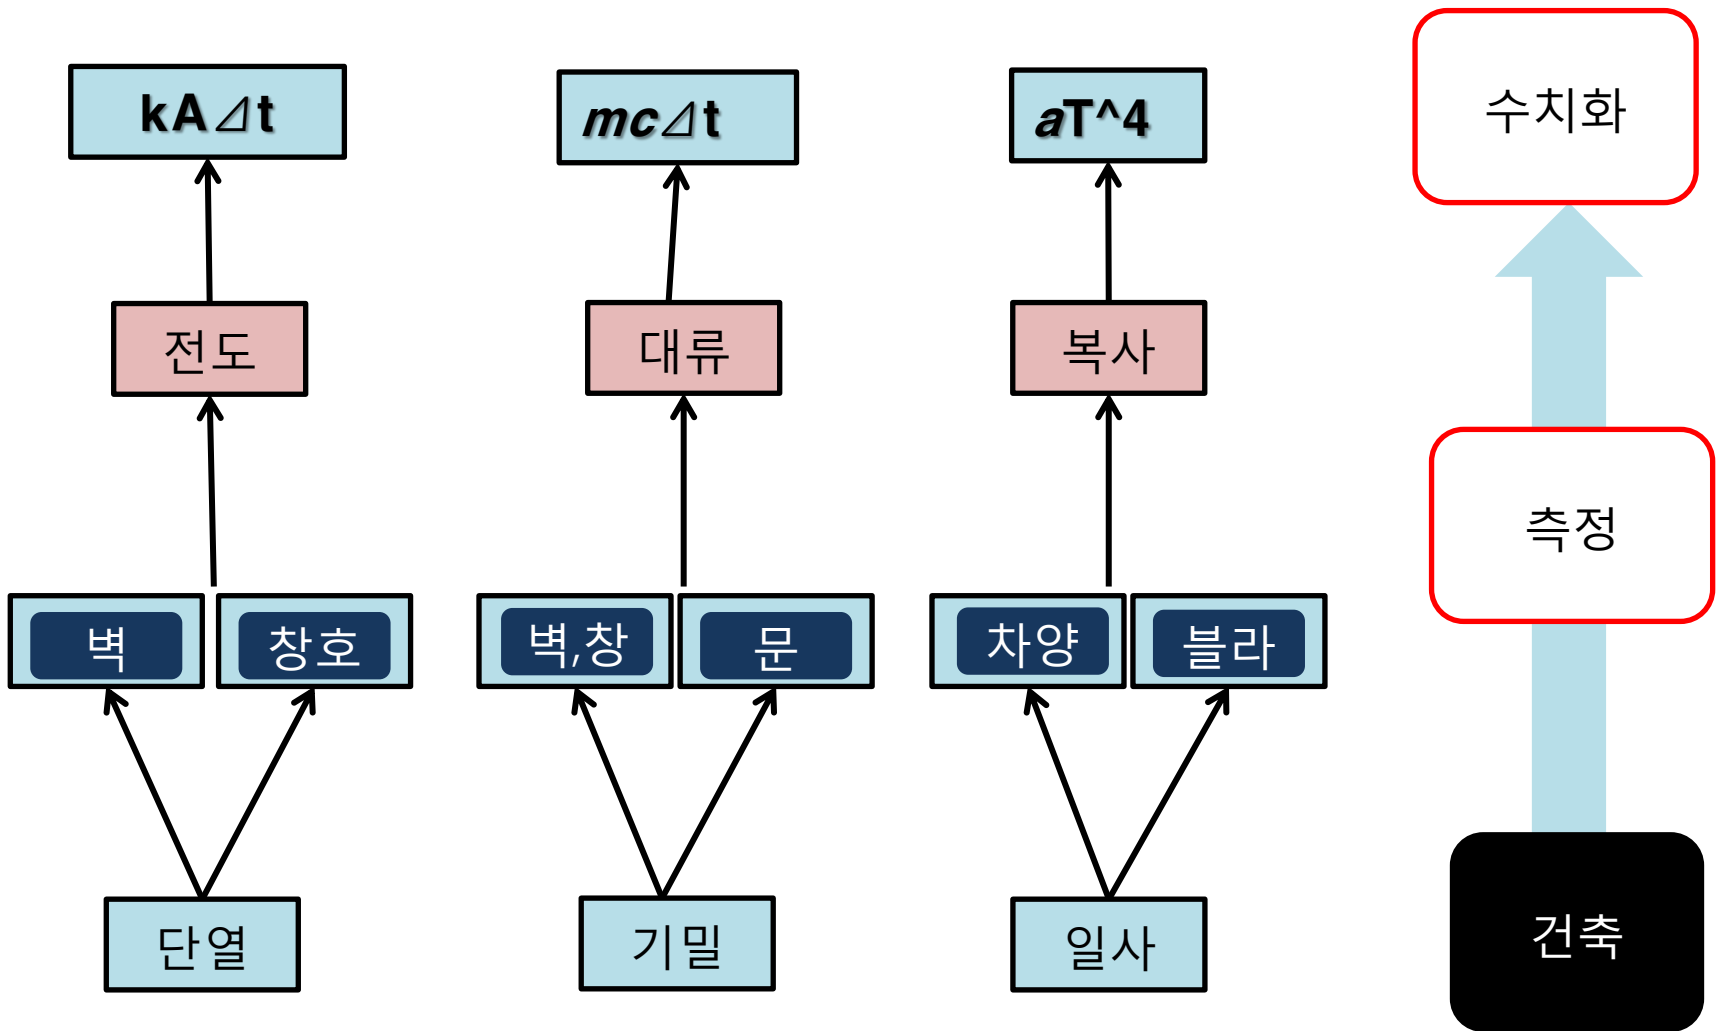 kA⊿t
mc⊿t
aT^4
수치화
전도
대류
복사
측정
벽
창호
벽,창
문
차양
블라
단열
기밀
일사
건축